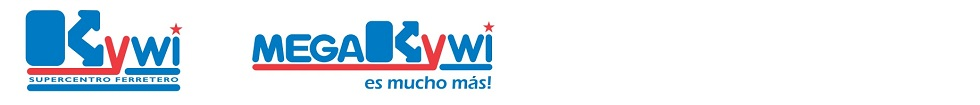 Kywi
SUPERCENTRO FERRETERO
MEGAKywi
es mucho más!